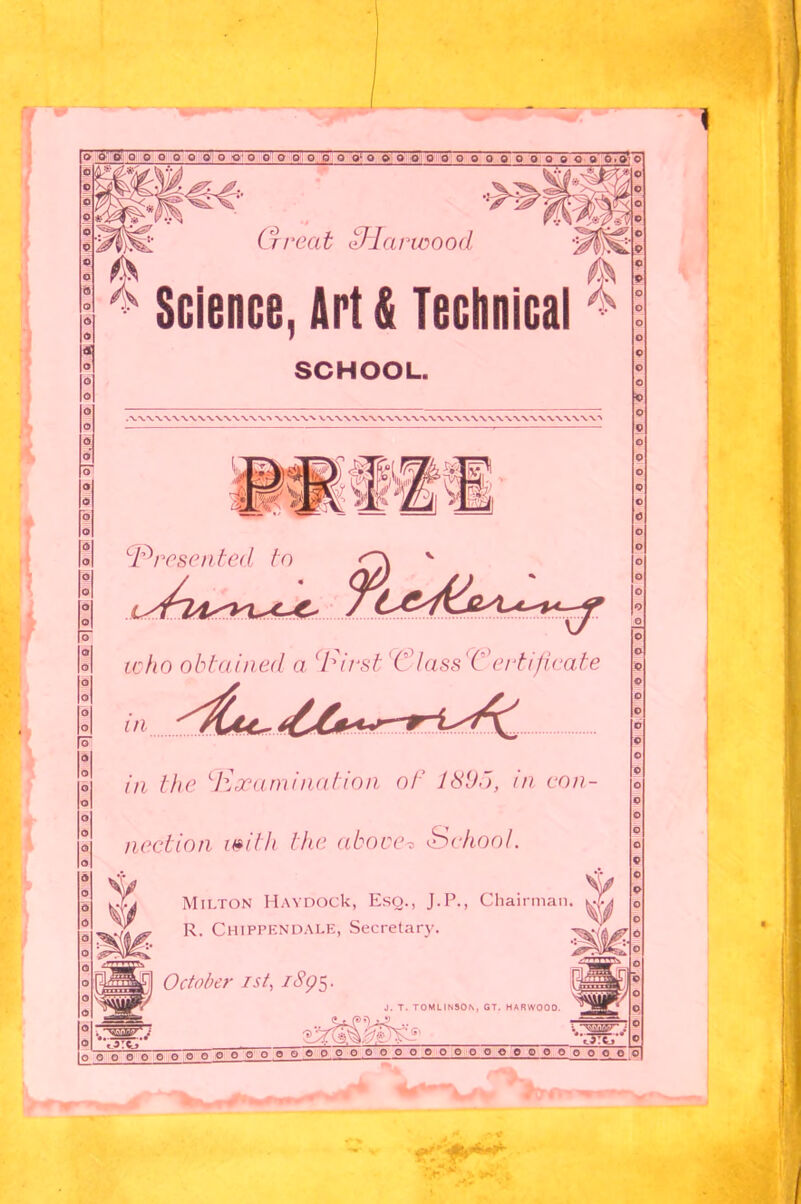 Great Harwood
Science, Art & Technical
SCHOOL.
PRIZE
Presented to
Annie Pickering
who obtained a First Class Certificate
in Needlework
in the Examination of 1895, in con-
nection with the above School.
MILTON HAYDOCK, ESQ., J.P., Chairman.
R. CHIPPENDALE, Secretary.
October 1st, 1895.
J. T. TOMLINSON, GT. HARWOOD.